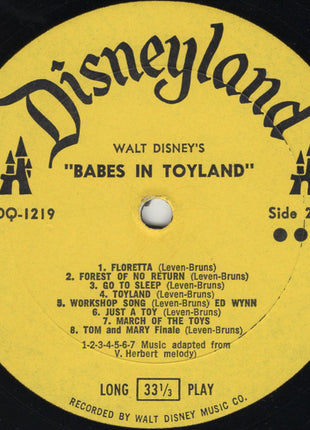 Disneyland
WALT DISNEY'S
"BABES IN TOYLAND"
DQ-1219
Side 2
1. FLORETTA (Leven-Bruns)
2. FOREST OF NO RETURN (Leven-Bruns)
3. GO TO SLEEP (Leven-Bruns)
4. TOYLAND (Leven-Bruns)
5. WORKSHOP SONG (Leven-Bruns) ED WYNN
6. JUST A TOY (Leven-Bruns)
7. MARCH OF THE TOYS
8. TOM and MARY Finale (Leven-Bruns)
1-2-3-4-5-6-7 Music adapted from
V. Herbert melody)
LONG 33⅓ PLAY
RECORDED BY WALT DISNEY MUSIC CO.